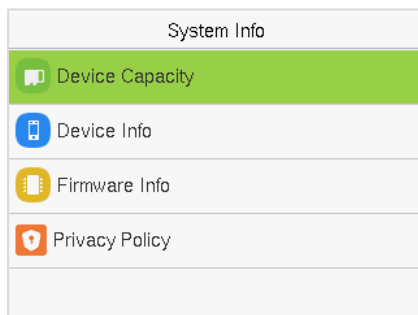 System Info
Device Capacity
Device Info
Firmware Info
Privacy Policy